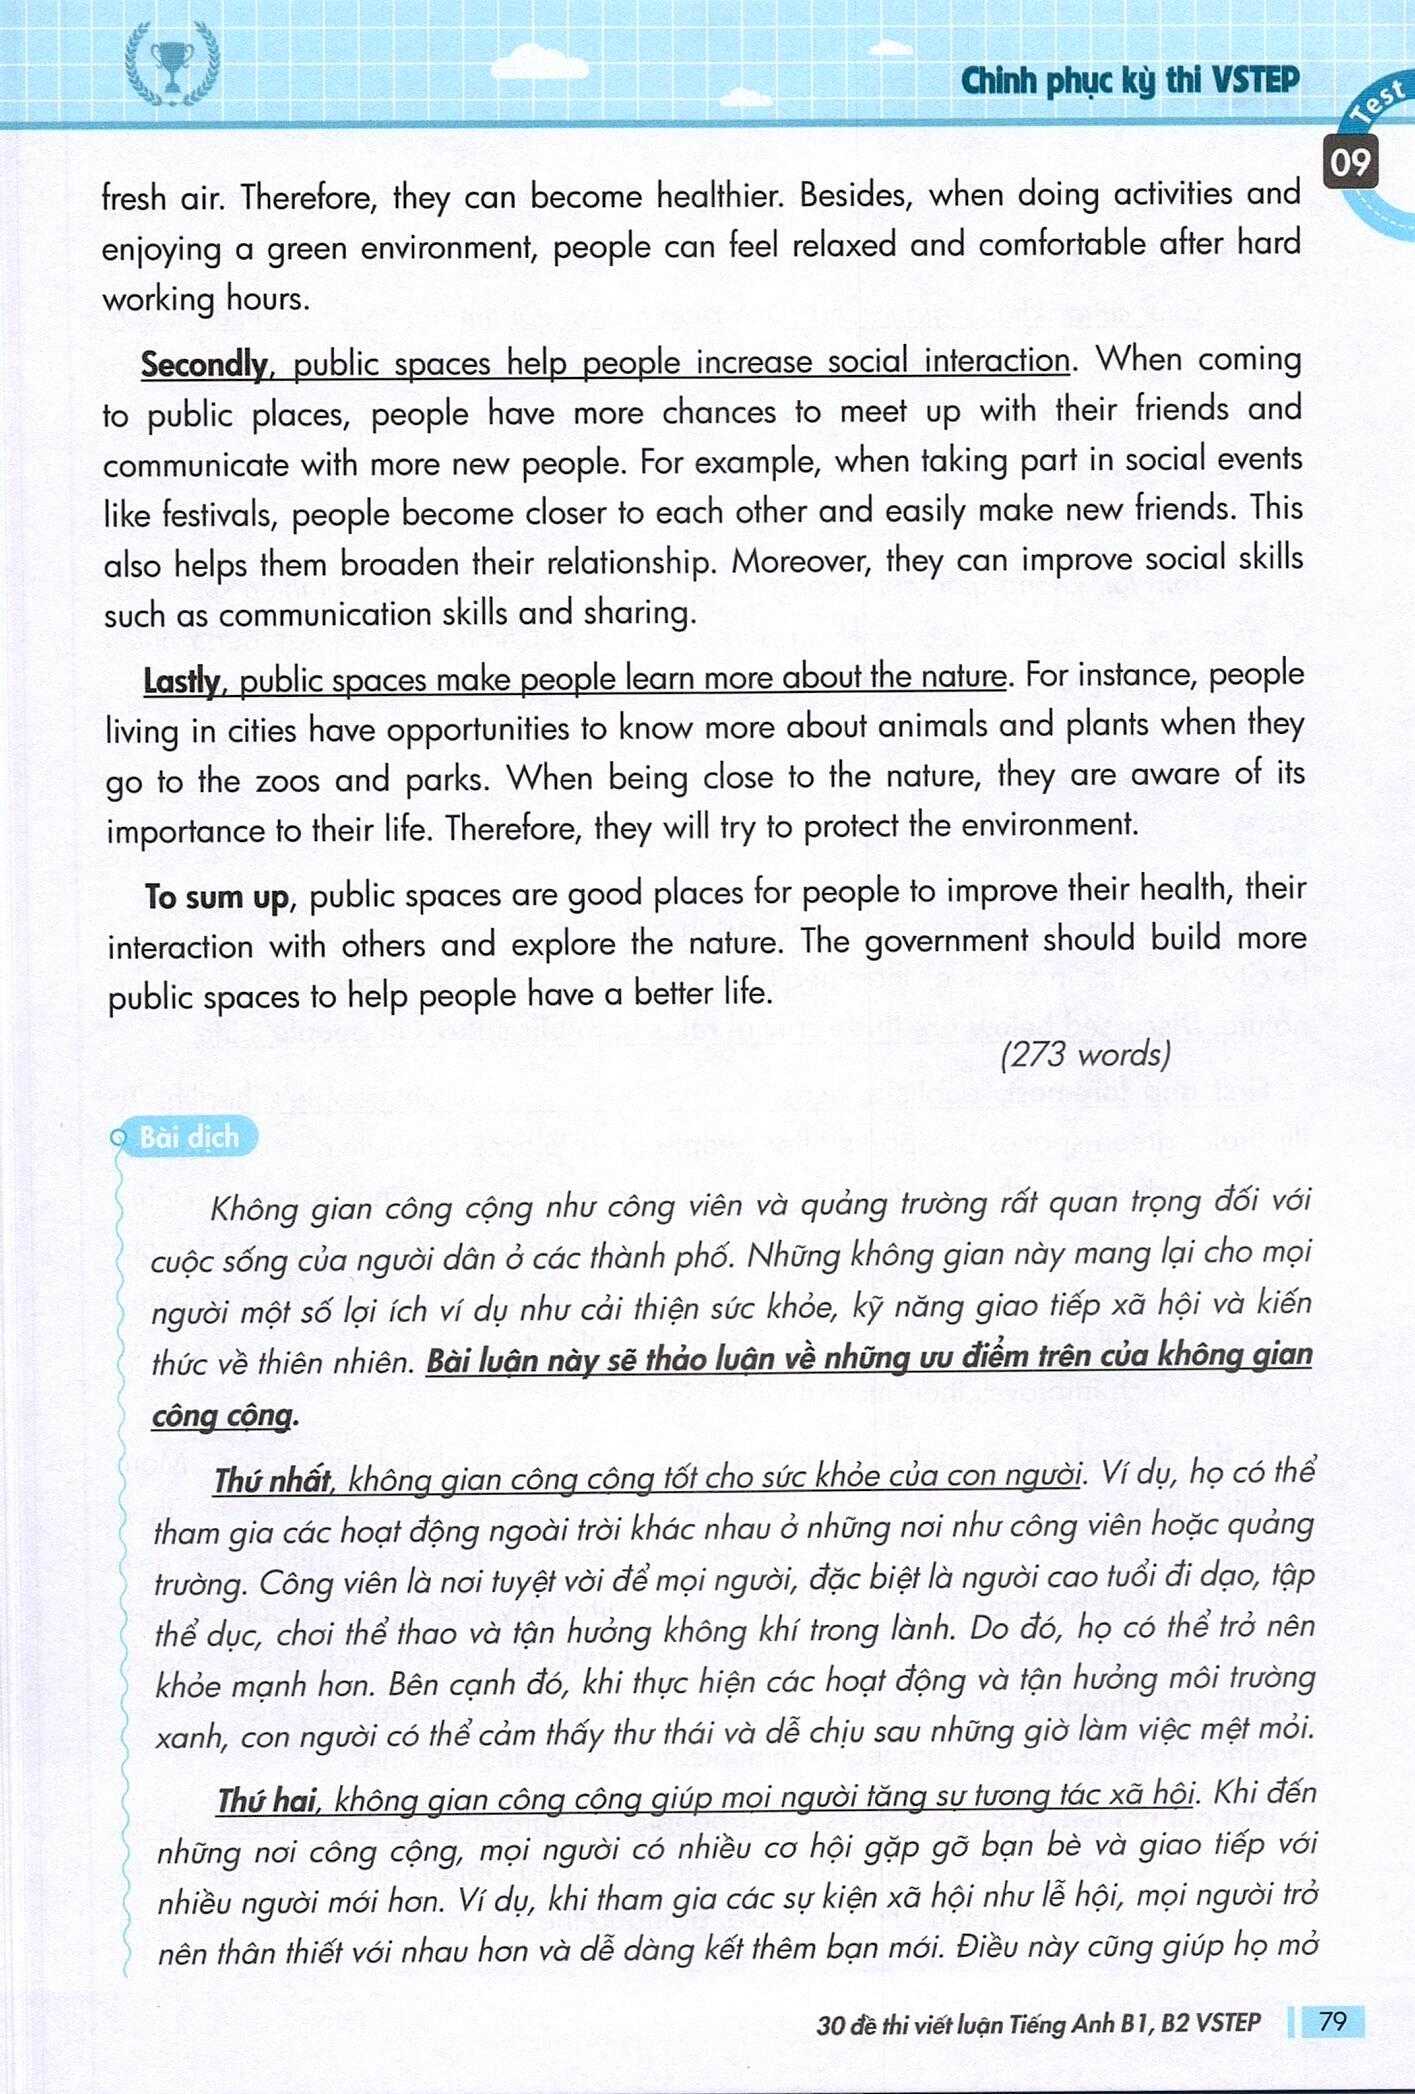 Chinh phục kỳ thi VSTEP
Test
09
fresh air. Therefore, they can become healthier. Besides, when doing activities and
enjoying a green environment, people can feel relaxed and comfortable after hard
working hours.
Secondly, public spaces help people increase social interaction. When coming
to public places, people have more chances to meet up with their friends and
communicate with more new people. For example, when taking part in social events
like festivals, people become closer to each other and easily make new friends. This
also helps them broaden their relationship. Moreover, they can improve social skills
such as communication skills and sharing.
Lastly, public spaces make people learn more about the nature. For instance, people
living in cities have opportunities to know more about animals and plants when they
go to the zoos and parks. When being close to the nature, they are aware of its
importance to their life. Therefore, they will try to protect the environment.
To sum up, public spaces are good places for people to improve their health, their
interaction with others and explore the nature. The government should build more
public spaces to help people have a better life.
(273 words)
Bài dịch
Không gian công cộng như công viên và quảng trường rất quan trọng đối với
cuộc sống của người dân ở các thành phố. Những không gian này mang lại cho mọi
người một số lợi ích ví dụ như cải thiện sức khỏe, kỹ năng giao tiếp xã hội và kiến
thức về thiên nhiên. Bài luận này sẽ thảo luận về những ưu điểm trên của không gian
công cộng.
Thứ nhất, không gian công cộng tốt cho sức khỏe của con người. Ví dụ, họ có thể
tham gia các hoạt động ngoài trời khác nhau ở những nơi như công viên hoặc quảng
trường. Công viên là nơi tuyệt vời để mọi người, đặc biệt là người cao tuổi đi dạo, tập
thể dục, chơi thể thao và tận hưởng không khí trong lành. Do đó, họ có thể trở nên
khỏe mạnh hơn. Bên cạnh đó, khi thực hiện các hoạt động và tận hưởng môi trường
xanh, con người có thể cảm thấy thư thái và dễ chịu sau những giờ làm việc mệt mỏi.
Thứ hai, không gian công cộng giúp mọi người tăng sự tương tác xã hội. Khi đến
những nơi công cộng, mọi người có nhiều cơ hội gặp gỡ bạn bè và giao tiếp với
nhiều người mới hơn. Ví dụ, khi tham gia các sự kiện xã hội như lễ hội, mọi người trở
nên thân thiết với nhau hơn và dễ dàng kết thêm bạn mới. Điều này cũng giúp họ mở
30 đề thi viết luận Tiếng Anh B1, B2 VSTEP
79